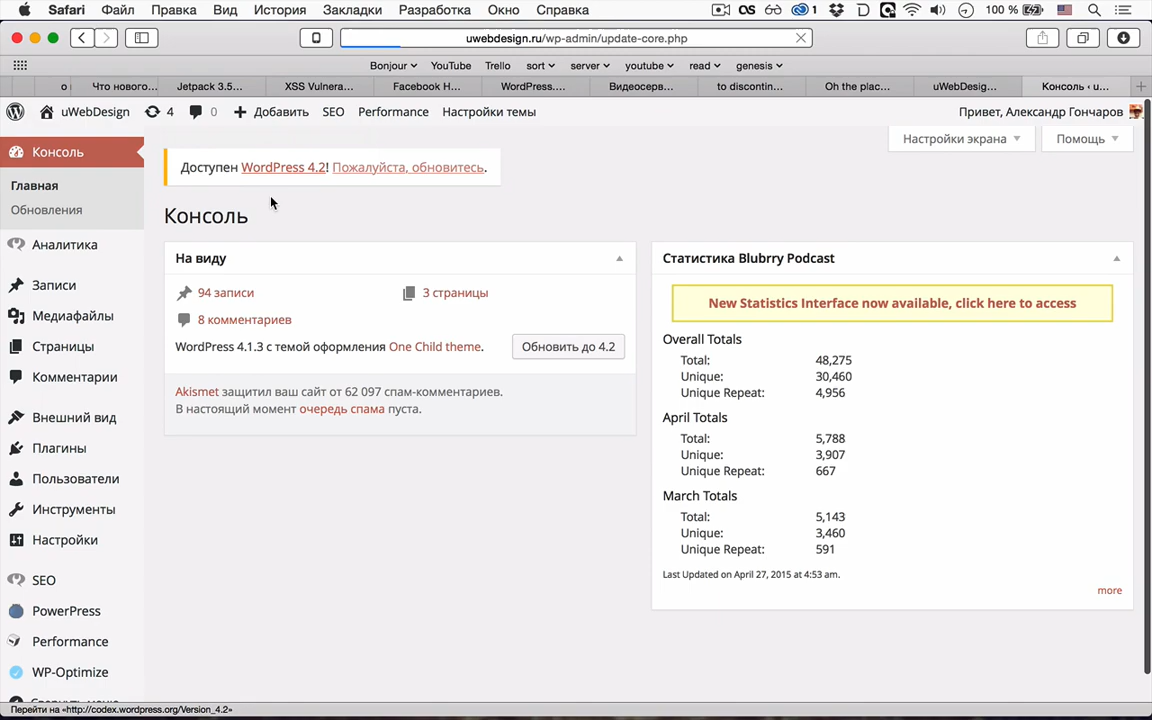 Safari Файл Правка Вид История Закладки Разработка Окно Справка 1 100 %
uwebdesign.ru/wp-admin/update-core.php
Bonjour YouTube Trello sort server youtube read genesis
о Что нового... Jetpack 3.5... XSS Vulnera... Facebook H... WordPress.... Видеосерв... to discontin... Oh the plac... uWebDesig... Консоль ‹ u...
uWebDesign 4 0 + Добавить SEO Performance Настройки темы Привет, Александр Гончаров
Настройки экрана Помощь
Консоль
Главная
Обновления
Аналитика
Записи
Медиафайлы
Страницы
Комментарии
Внешний вид
Плагины
Пользователи
Инструменты
Настройки
SEO
PowerPress
Performance
WP-Optimize
Доступен WordPress 4.2! Пожалуйста, обновитесь.
Консоль
На виду
94 записи 3 страницы
8 комментариев
WordPress 4.1.3 с темой оформления One Child theme. Обновить до 4.2
Akismet защитил ваш сайт от 62 097 спам-комментариев.
В настоящий момент очередь спама пуста.
Статистика Blubrry Podcast
New Statistics Interface now available, click here to access
Overall Totals
Total: 48,275
Unique: 30,460
Unique Repeat: 4,956
April Totals
Total: 5,788
Unique: 3,907
Unique Repeat: 667
March Totals
Total: 5,143
Unique: 3,460
Unique Repeat: 591
Last Updated on April 27, 2015 at 4:53 am.
more
Перейти на «http://codex.wordpress.org/Version_4.2»